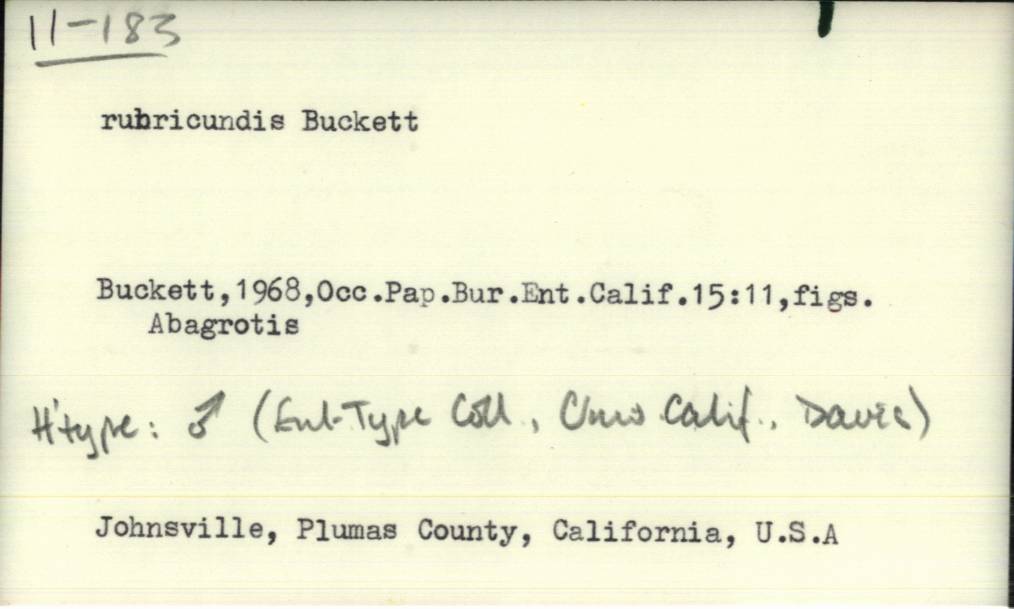 11-183
rubricundis Buckett
Buckett,1968,Occ.Pap.Bur.Ent.Calif.15:11,figs.
Abagrotis
H'type: ♂ (Ent-Type Coll., Univ Calif., Davis)
Johnsville, Plumas County, California, U.S.A